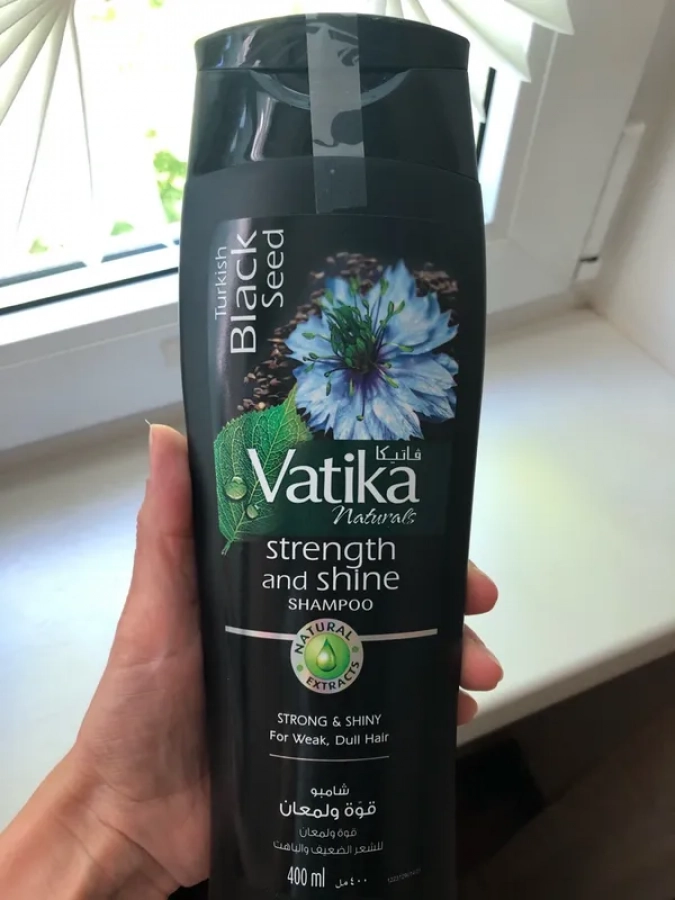 Turkish
Black
Seed
فاتيكا
Vatika
Naturals
strength
and shine
SHAMPOO
NATURAL
EXTRACTS
STRONG & SHINY
For Weak, Dull Hair
شامبو
قوّة ولمعان
قوة ولمعان
للشعر الضعيف والباهت
400 ml ٤٠٠ مل